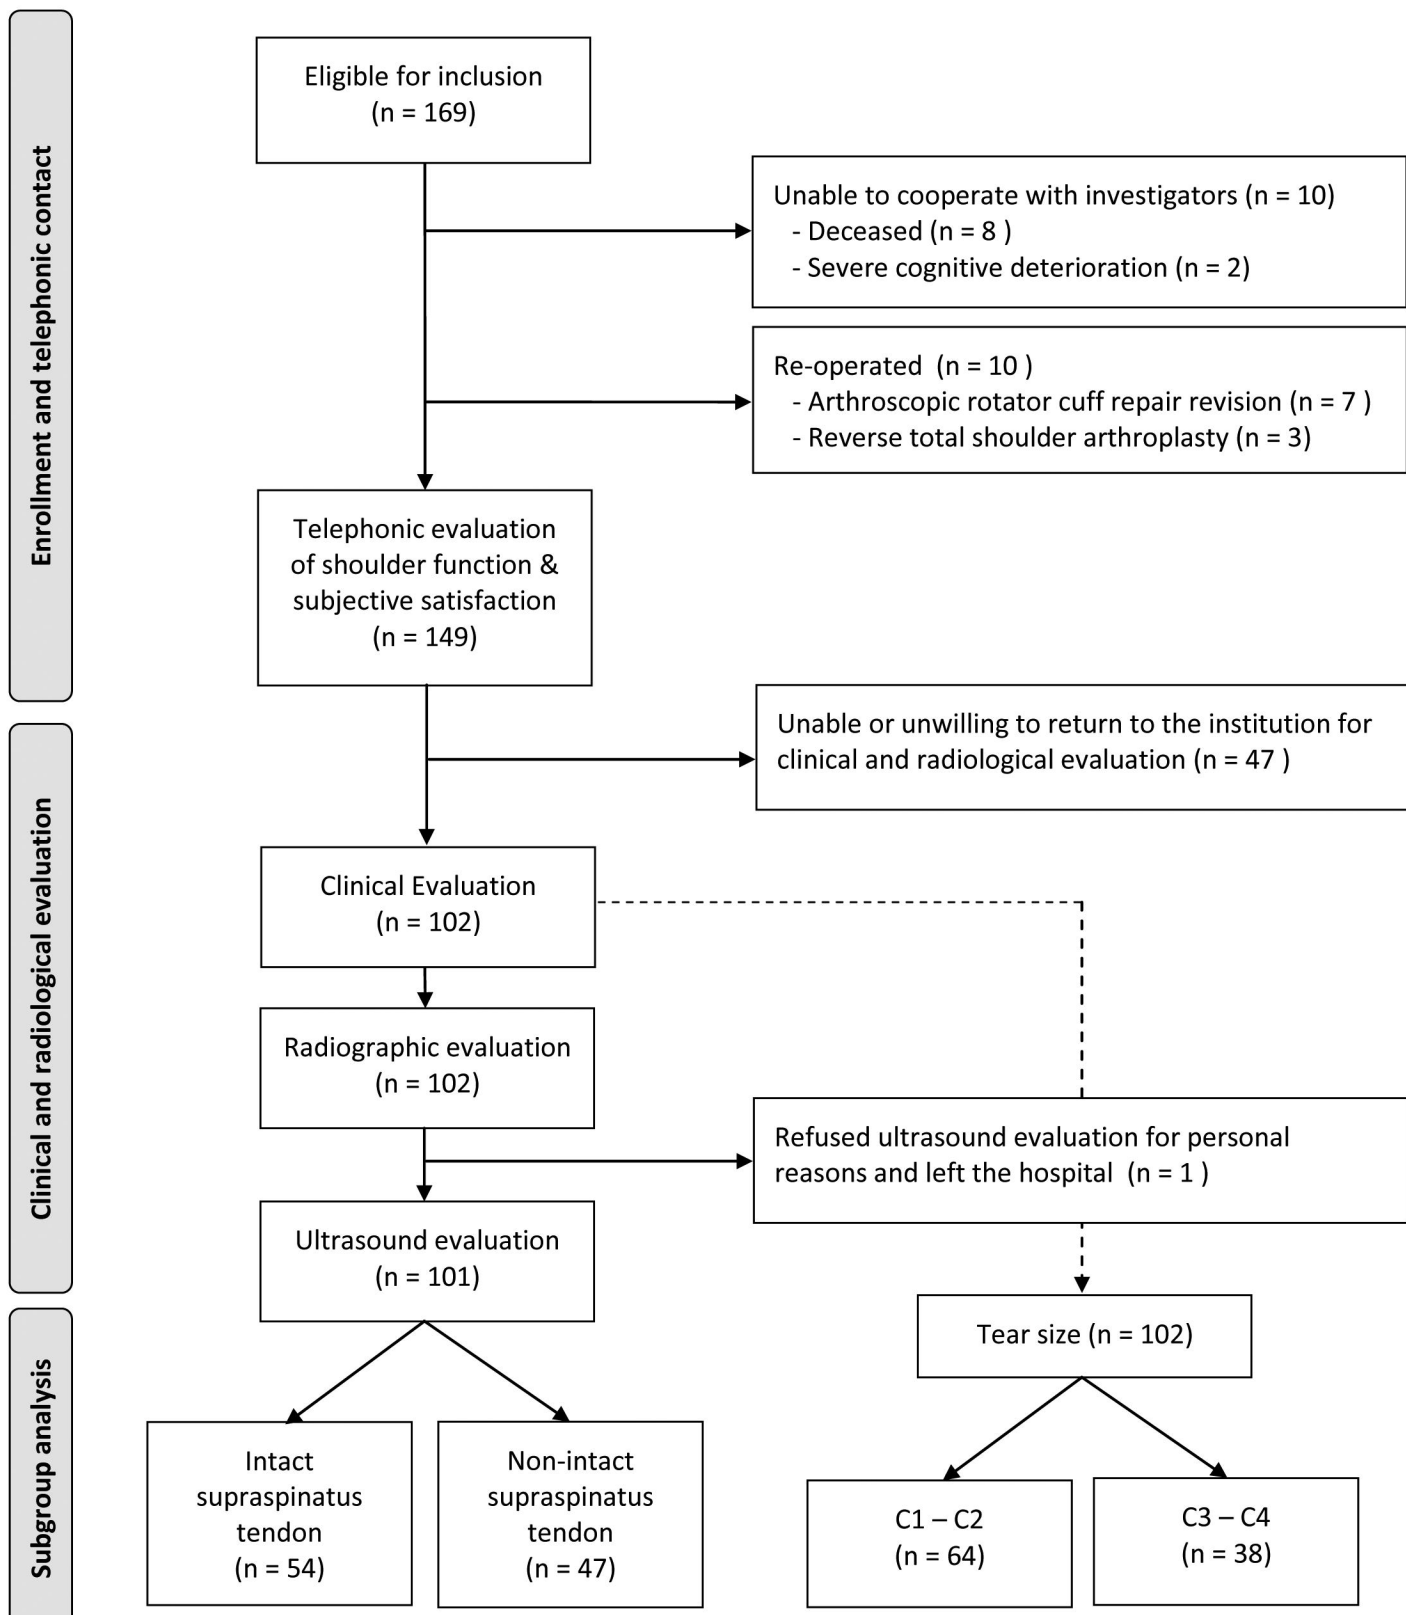 Enrollment and telephonic contact
Eligible for inclusion
(n = 169)
Unable to cooperate with investigators (n = 10)
- Deceased (n = 8 )
- Severe cognitive deterioration (n = 2)
Re-operated  (n = 10 )
- Arthroscopic rotator cuff repair revision (n = 7 )
- Reverse total shoulder arthroplasty (n = 3)
Telephonic evaluation
of shoulder function &
subjective satisfaction
(n = 149)
Clinical and radiological evaluation
Unable or unwilling to return to the institution for
clinical and radiological evaluation (n = 47 )
Clinical Evaluation
(n = 102)
Radiographic evaluation
(n = 102)
Refused ultrasound evaluation for personal
reasons and left the hospital  (n = 1 )
Ultrasound evaluation
(n = 101)
Subgroup analysis
Tear size (n = 102)
Intact
supraspinatus
tendon
(n = 54)
Non-intact
supraspinatus
tendon
(n = 47)
C1 – C2
(n = 64)
C3 – C4
(n = 38)